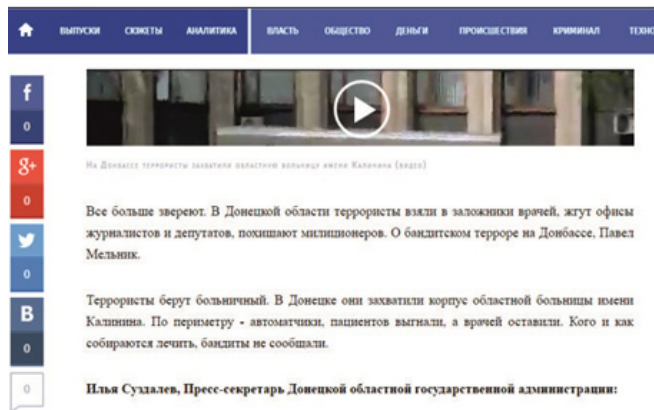 ВЫПУСКИ СЮЖЕТЫ АНАЛИТИКА ВЛАСТЬ ОБЩЕСТВО ДЕНЬГИ ПРОИСШЕСТВИЯ КРИМИНАЛ ТЕХНО
f
0
g+
0
0
B
0
0
На Донбассе террористы захватили областную больницу имени Калинина (видео)
Все больше звереют. В Донецкой области террористы взяли в заложники врачей, жгут офисы
журналистов и депутатов, похищают милиционеров. О бандитском терроре на Донбассе, Павел
Мельник.
Террористы берут больничный. В Донецке они захватили корпус областной больницы имени
Калинина. По периметру - автоматчики, пациентов выгнали, а врачей оставили. Кого и как
собираются лечить, бандиты не сообщали.
Илья Суздалев, Пресс-секретарь Донецкой областной государственной администрации: